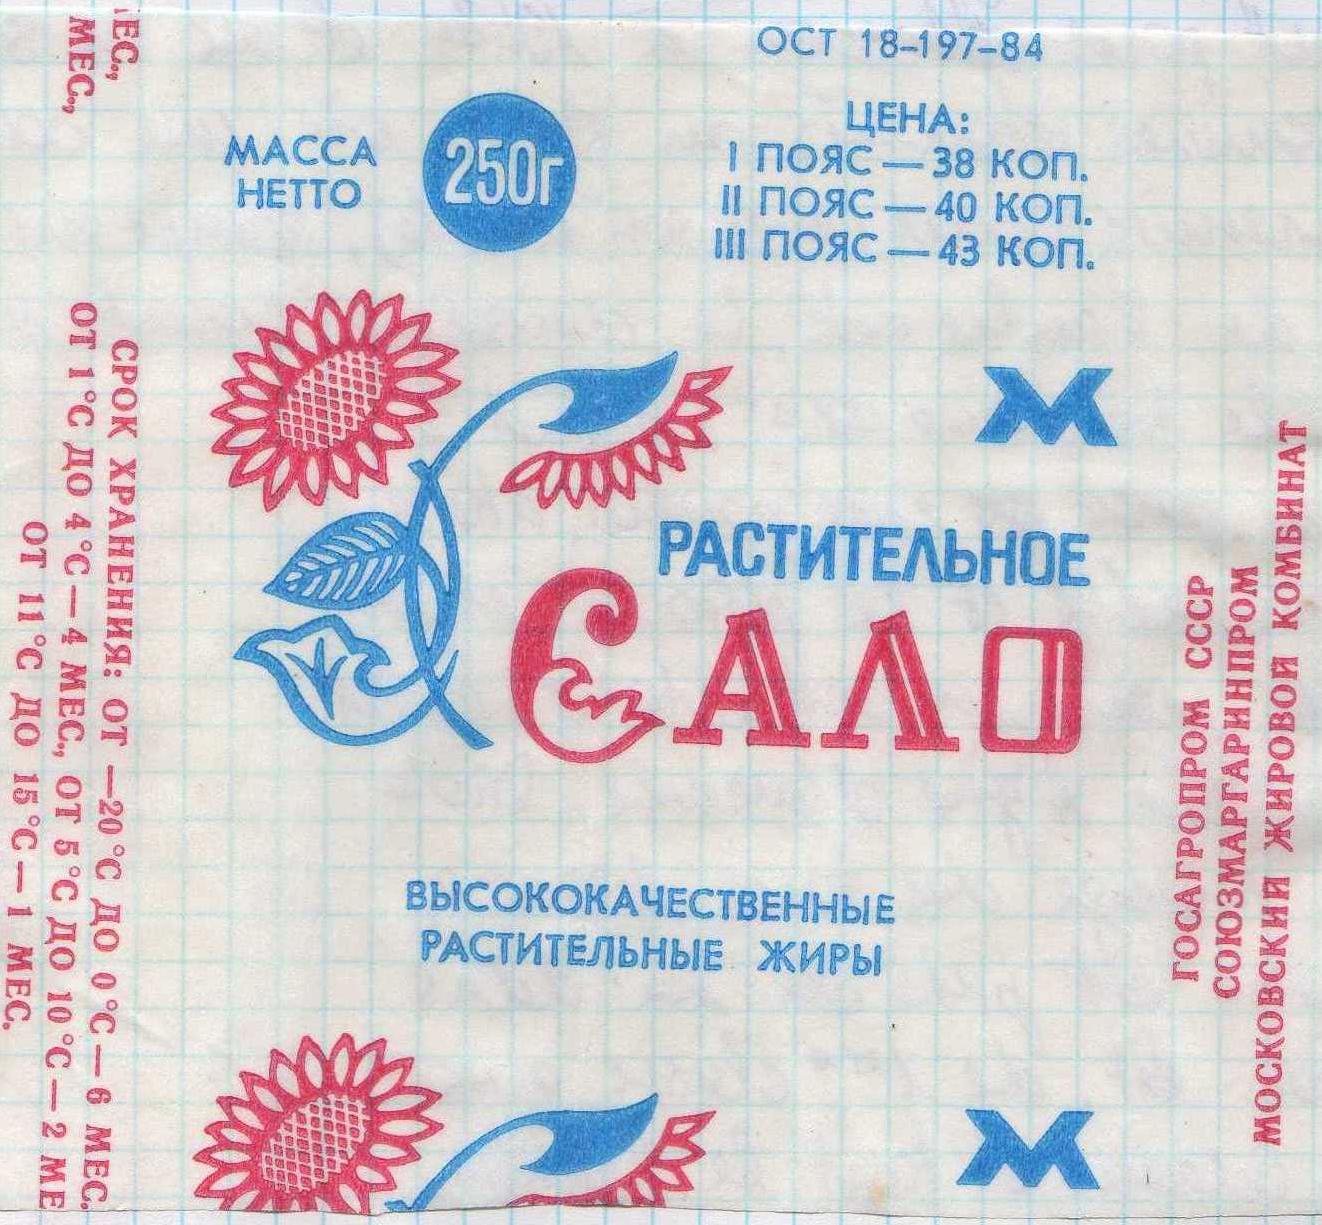 ОСТ 18-197-84
МАССА
НЕТТО
250г
ЦЕНА:
I ПОЯС — 38 КОП.
II ПОЯС — 40 КОП.
III ПОЯС — 43 КОП.
М
РАСТИТЕЛЬНОЕ
САЛО
ВЫСОКОКАЧЕСТВЕННЫЕ
РАСТИТЕЛЬНЫЕ ЖИРЫ
М
СРОК ХРАНЕНИЯ: ОТ —20°С ДО 0°С — 6 МЕС.
ОТ 1°С ДО 4°С — 4 МЕС., ОТ 5°С ДО 10°С — 2 МЕ
ОТ 11°С ДО 15°С — 1 МЕС.
ЕС.,
МЕС.,
ГОСАГРОПРОМ СССР
СОЮЗМАРГАРИНПРОМ
МОСКОВСКИЙ ЖИРОВОЙ КОМБИНАТ